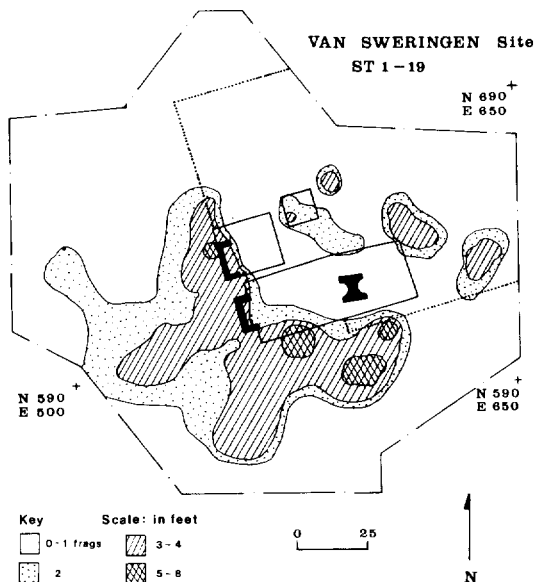 VAN SWERINGEN Site
ST 1-19
N 690
E 650
N 590
E 500
N 590
E 650
Key
Scale: in feet
0-1 frags
3-4
0
25
2
5-8
N